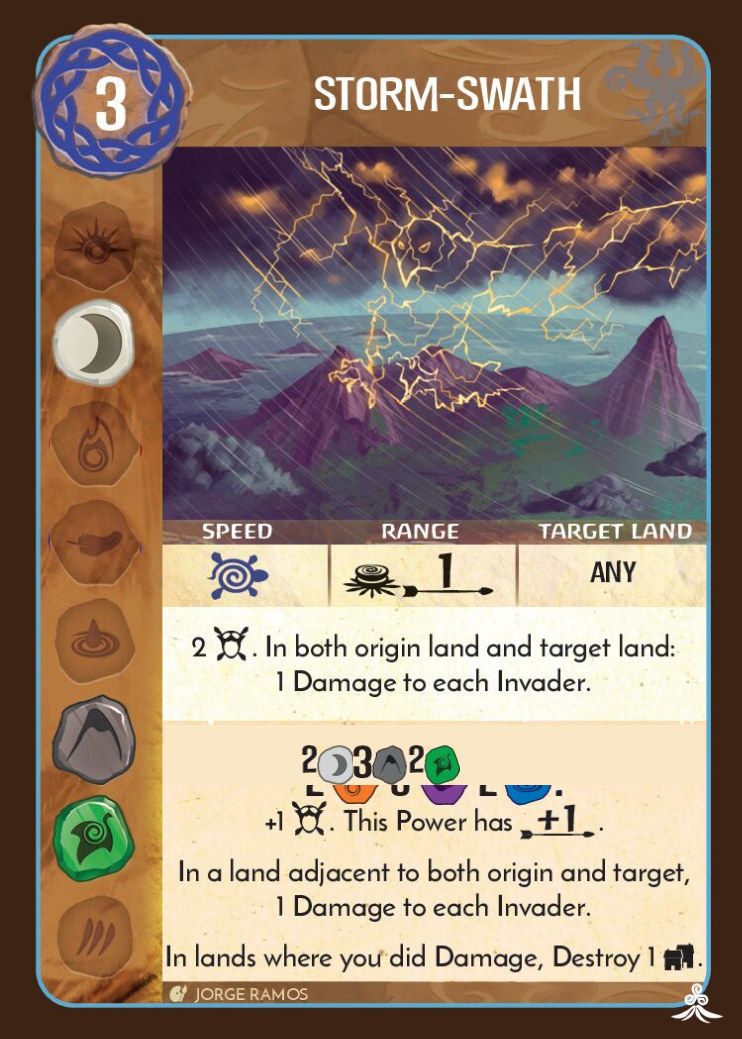 3
STORM-SWATH
SPEED RANGE TARGET LAND
1 ANY
2 . In both origin land and target land:
1 Damage to each Invader.
2 3 2
+1 . This Power has +1 .
In a land adjacent to both origin and target,
1 Damage to each Invader.
In lands where you did Damage, Destroy 1 .
JORGE RAMOS